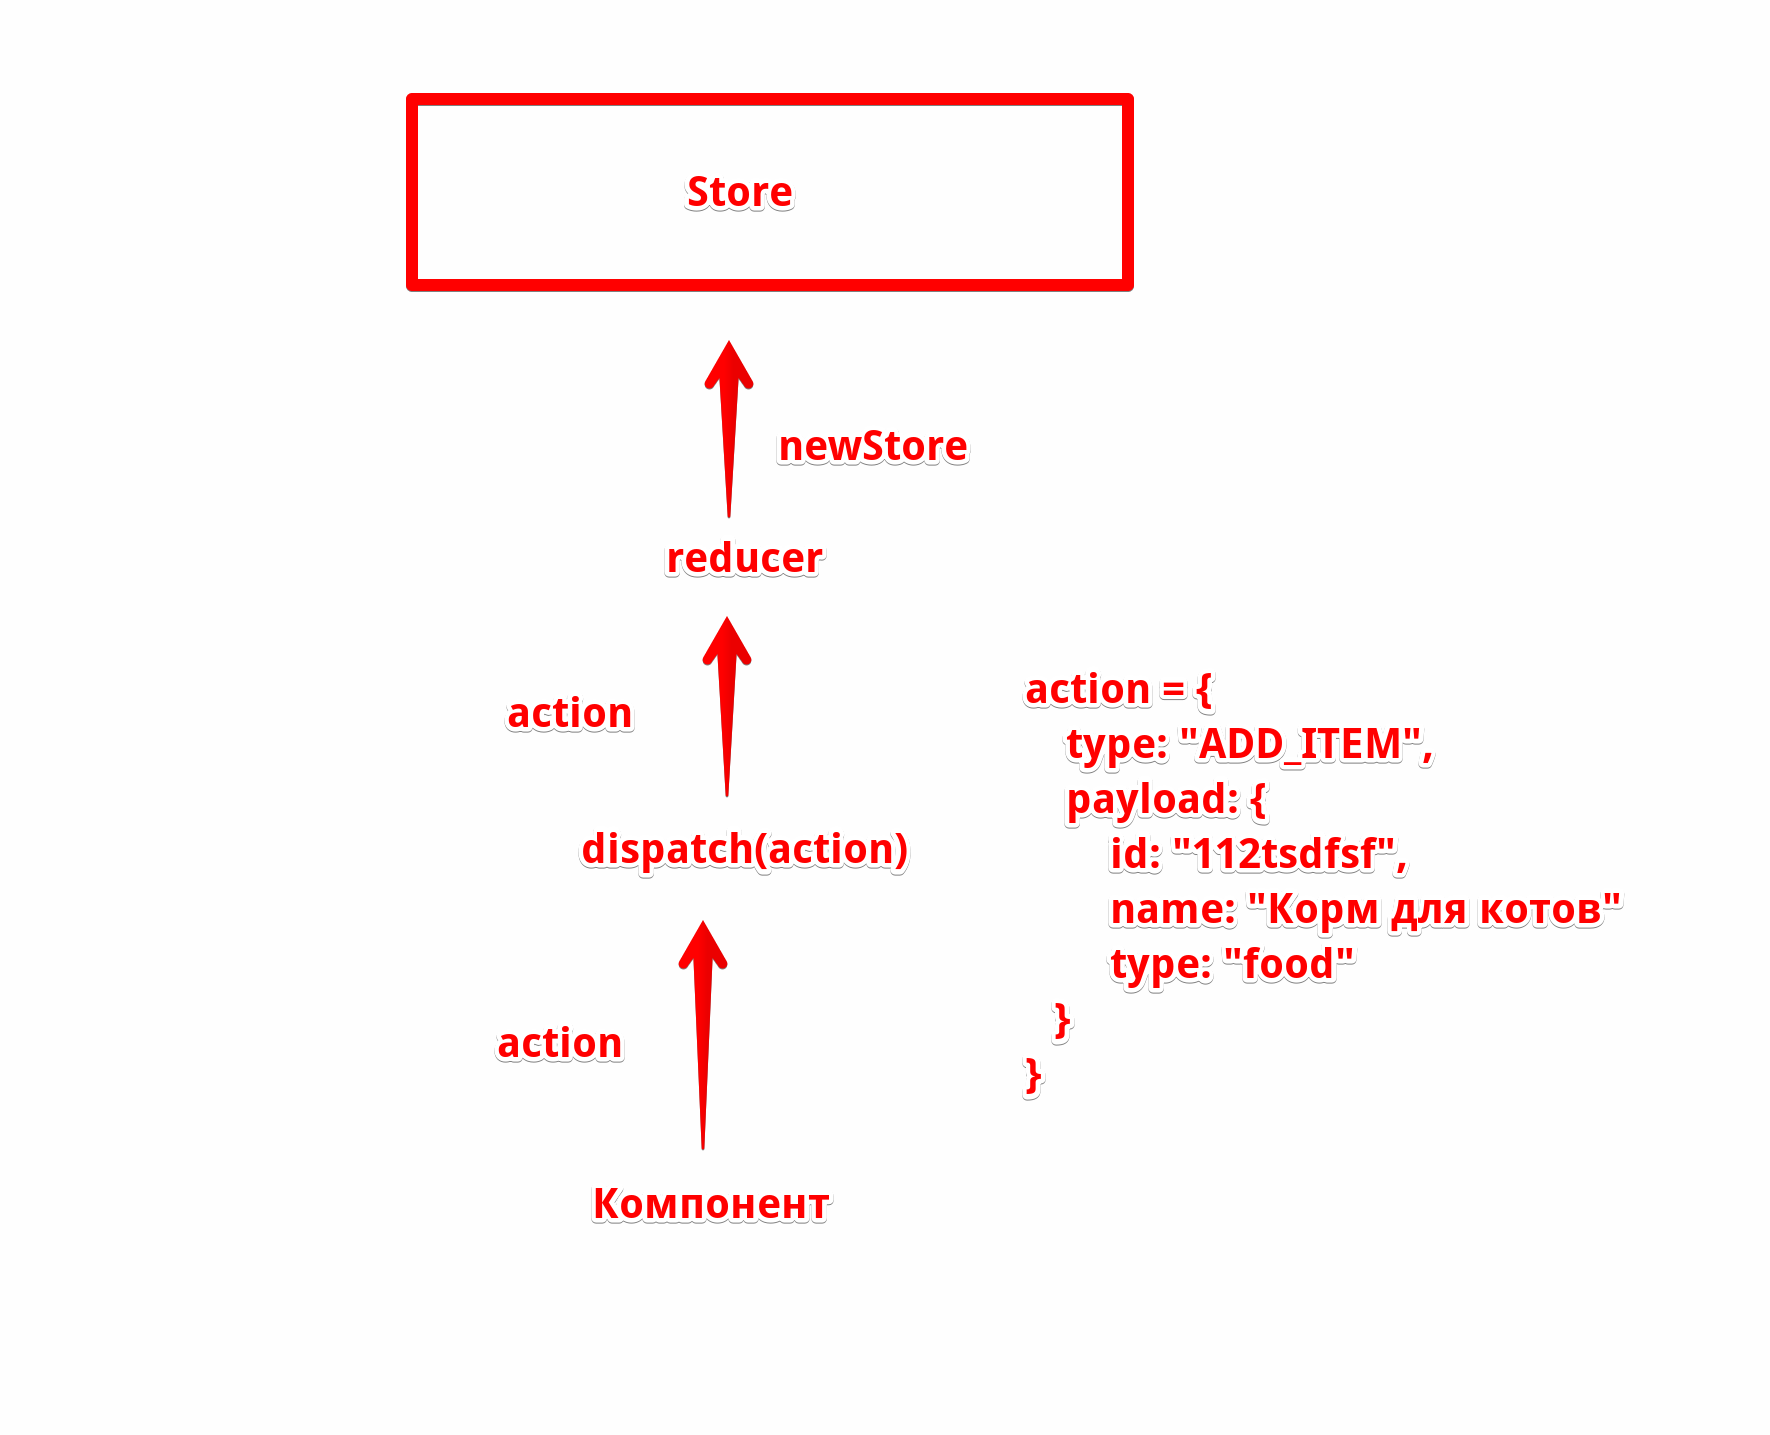 Store
newStore
reducer
action
dispatch(action)
action
Компонент
action = {
type: "ADD_ITEM",
payload: {
id: "112tsdfsf",
name: "Корм для котов"
type: "food"
}
}